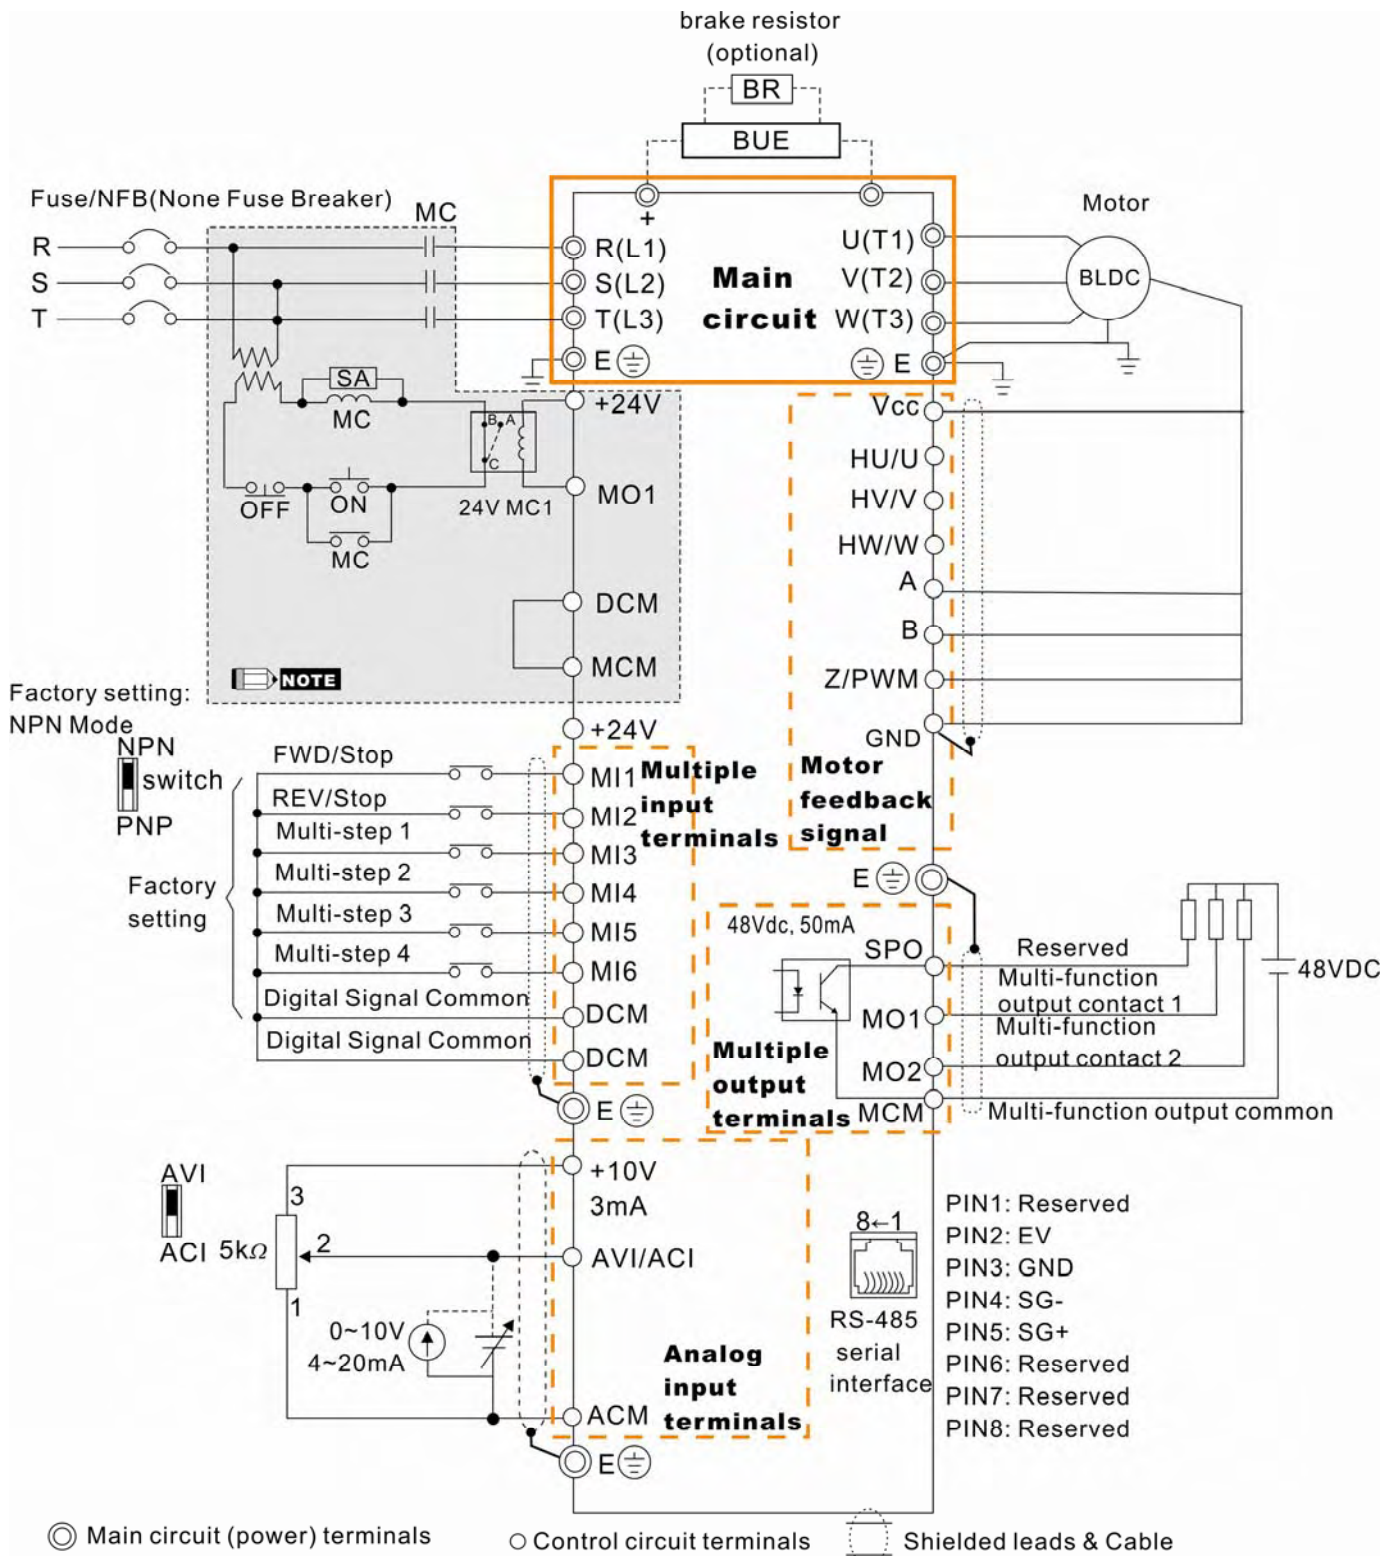 brake resistor
(optional)
BR
BUE
Fuse/NFB(None Fuse Breaker)
MC
Motor
+
R
S
T
R(L1)
S(L2)
T(L3)
E
Main
circuit
U(T1)
V(T2)
W(T3)
E
BLDC
SA
MC
B A
C
24V MC1
OFF
ON
MC
+24V
MO1
DCM
MCM
NOTE
Vcc
HU/U
HV/V
HW/W
A
B
Z/PWM
GND
Motor
feedback
signal
Factory setting:
NPN Mode
NPN
switch
PNP
Factory
setting
+24V
FWD/Stop
REV/Stop
Multi-step 1
Multi-step 2
Multi-step 3
Multi-step 4
Digital Signal Common
Digital Signal Common
MI1
MI2
MI3
MI4
MI5
MI6
DCM
DCM
E
Multiple
input
terminals
E
48Vdc, 50mA
SPO
MO1
MO2
MCM
Multiple
output
terminals
Reserved
Multi-function
output contact 1
Multi-function
output contact 2
Multi-function output common
48VDC
AVI
ACI
5kΩ
3
2
1
0~10V
4~20mA
+10V
3mA
AVI/ACI
ACM
E
Analog
input
terminals
8←1
RS-485
serial
interface
PIN1: Reserved
PIN2: EV
PIN3: GND
PIN4: SG-
PIN5: SG+
PIN6: Reserved
PIN7: Reserved
PIN8: Reserved
Main circuit (power) terminals
Control circuit terminals
Shielded leads & Cable